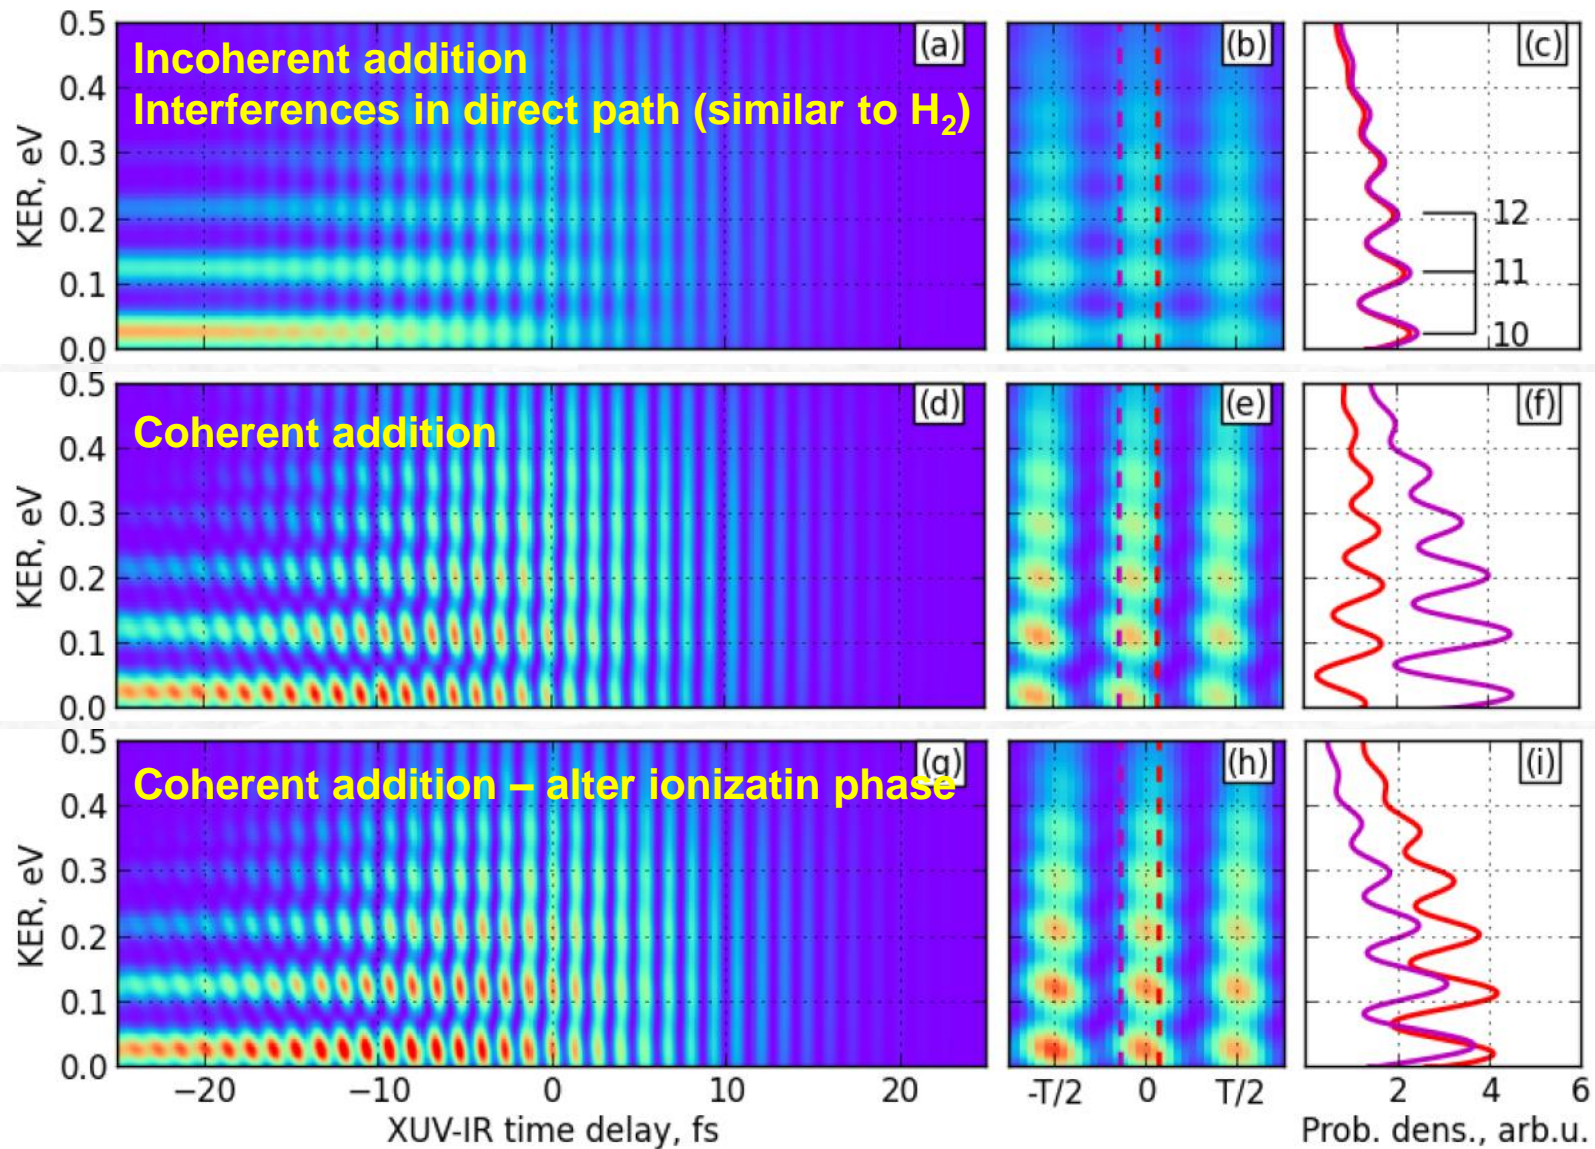 0.5
0.4
0.3
0.2
0.1
0.0
KER, eV
Incoherent addition
Interferences in direct path (similar to H₂)
(a)
(b)
(c)
12
11
10
0.5
0.4
0.3
0.2
0.1
0.0
KER, eV
Coherent addition
(d)
(e)
(f)
0.5
0.4
0.3
0.2
0.1
0.0
KER, eV
Coherent addition – alter ionizatin phase
(g)
(h)
(i)
−20 −10 0 10 20
XUV-IR time delay, fs
-T/2 0 T/2
2 4 6
Prob. dens., arb.u.